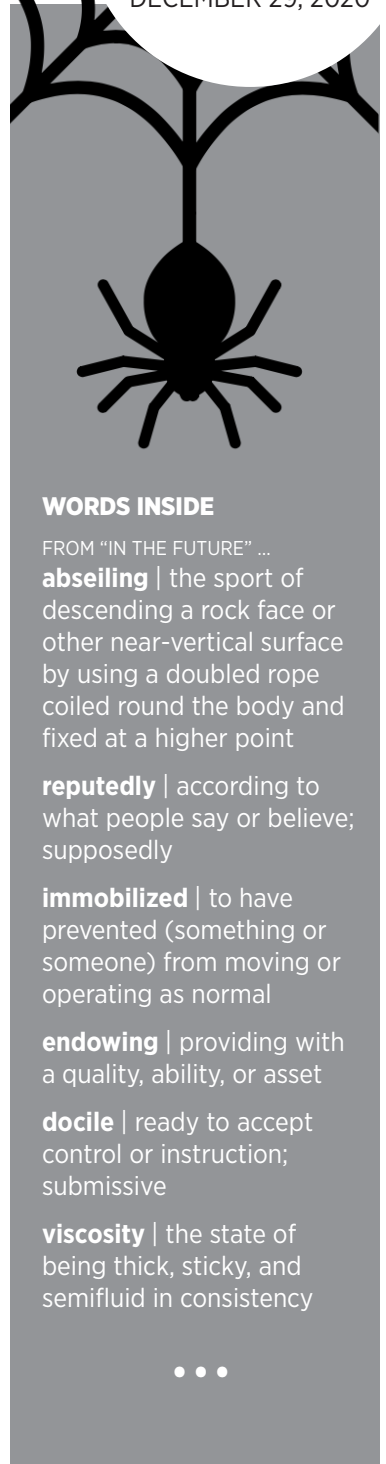 DECEMBER 29, 2020
WORDS INSIDE
FROM “IN THE FUTURE” ...
abseiling | the sport of
descending a rock face or
other near-vertical surface
by using a doubled rope
coiled round the body and
fixed at a higher point
reputedly | according to
what people say or believe;
supposedly
immobilized | to have
prevented (something or
someone) from moving or
operating as normal
endowing | providing with
a quality, ability, or asset
docile | ready to accept
control or instruction;
submissive
viscosity | the state of
being thick, sticky, and
semifluid in consistency